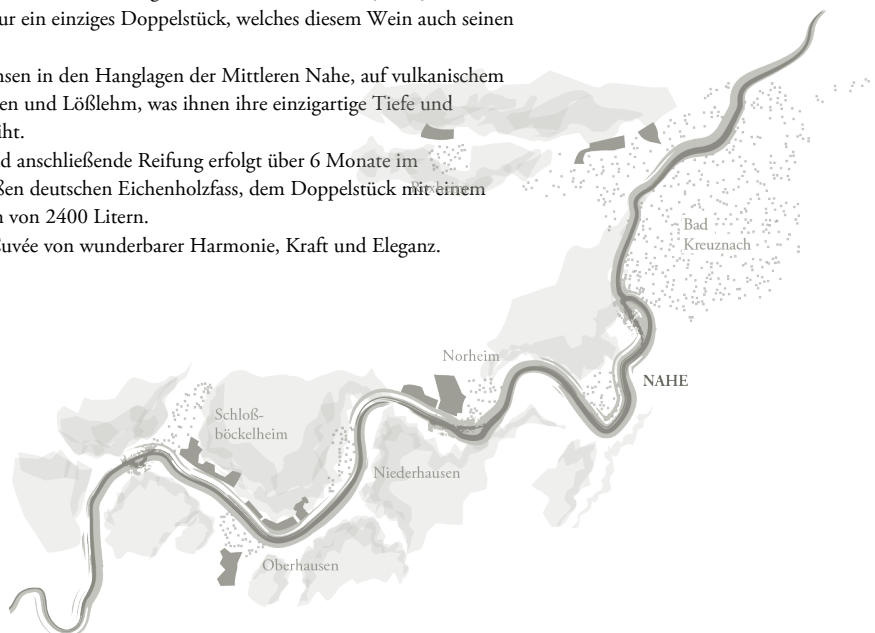 ur ein einziges Doppelstück, welches diesem Wein auch seinen
nsen in den Hanglagen der Mittleren Nahe, auf vulkanischem
en und Lößlehm, was ihnen ihre einzigartige Tiefe und
iht.
d anschließende Reifung erfolgt über 6 Monate im
ßen deutschen Eichenholzfass, dem Doppelstück mit einem
n von 2400 Litern.
Cuvée von wunderbarer Harmonie, Kraft und Eleganz.
Bad
Kreuznach
Norheim
NAHE
Schloß-
böckelheim
Niederhausen
Oberhausen